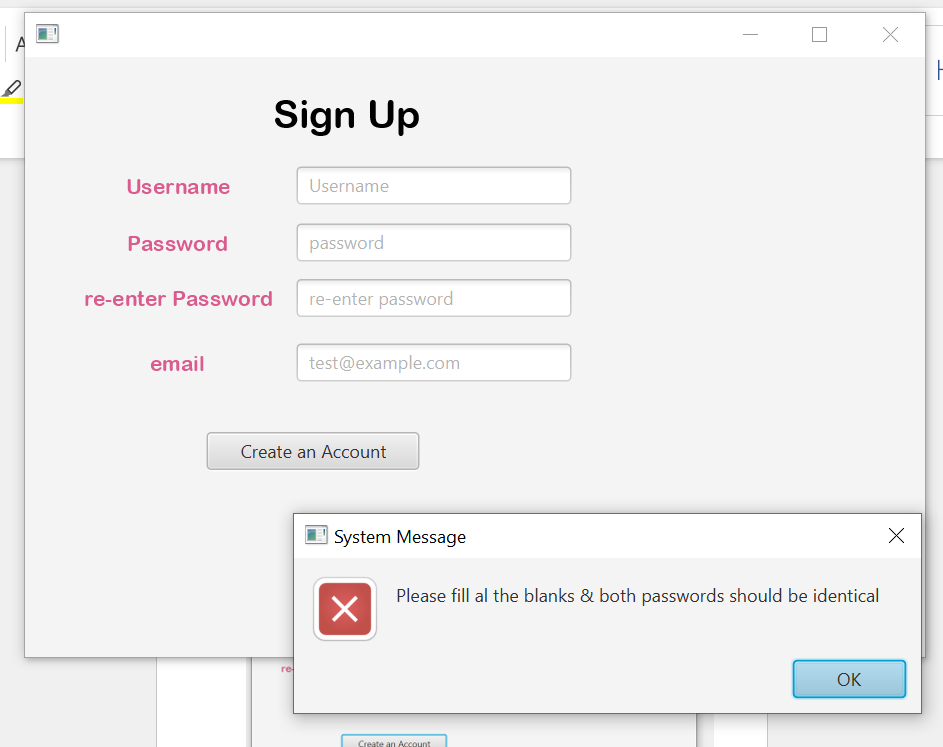 Sign Up
Username Username
Password password
re-enter Password re-enter password
email test@example.com
Create an Account
System Message
Please fill al the blanks & both passwords should be identical
OK
re-
Create an Account